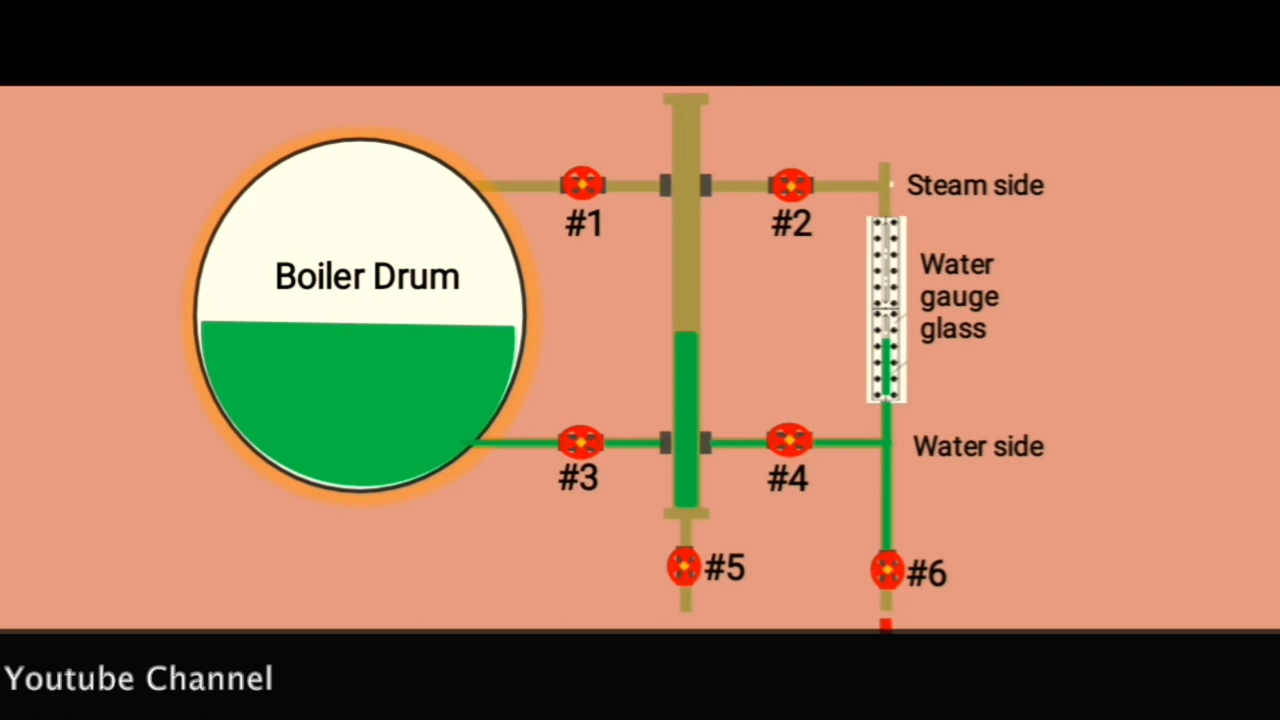 Steam side
#1
#2
Boiler Drum
Water
gauge
glass
Water side
#3
#4
#5
#6
Youtube Channel